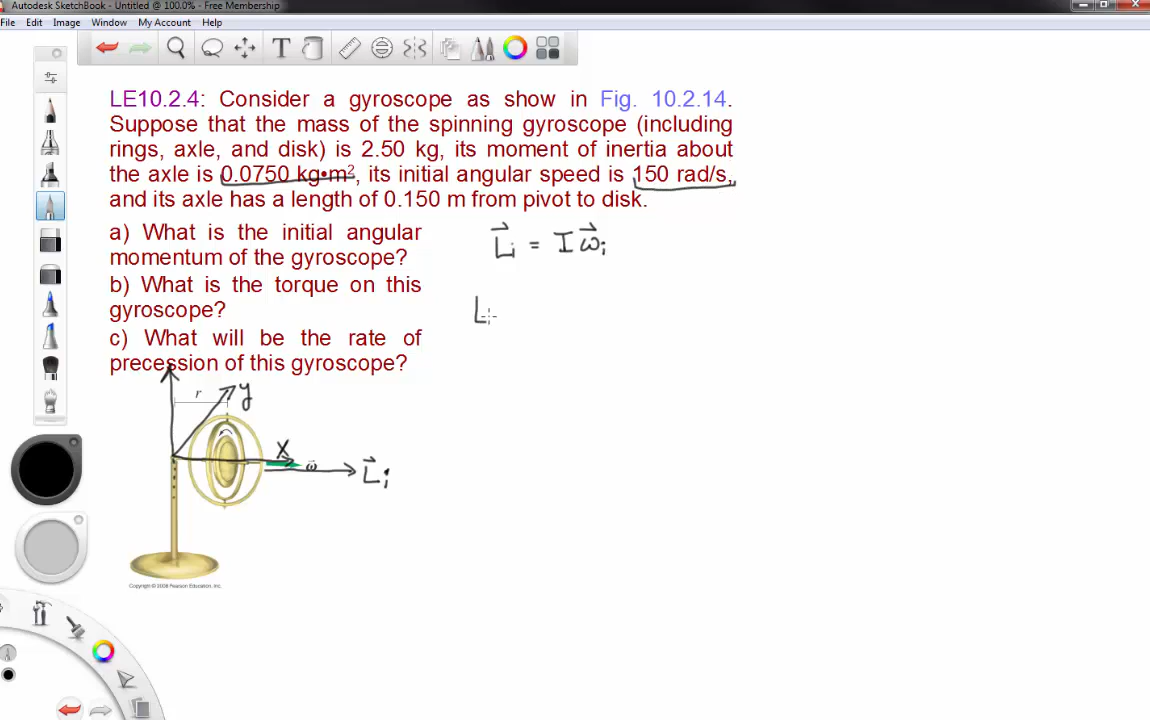 Autodesk SketchBook - Untitled @ 100.0% - Free Membership
File Edit Image Window My Account Help
LE10.2.4: Consider a gyroscope as show in Fig. 10.2.14.
Suppose that the mass of the spinning gyroscope (including
rings, axle, and disk) is 2.50 kg, its moment of inertia about
the axle is 0.0750 kg•m², its initial angular speed is 150 rad/s,
and its axle has a length of 0.150 m from pivot to disk.
a) What is the initial angular
momentum of the gyroscope?
b) What is the torque on this
gyroscope?
c) What will be the rate of
precession of this gyroscope?
L⃗i = I ω⃗i
L
r
y
X
ω⃗
L⃗i
Copyright © 2008 Pearson Education, Inc.